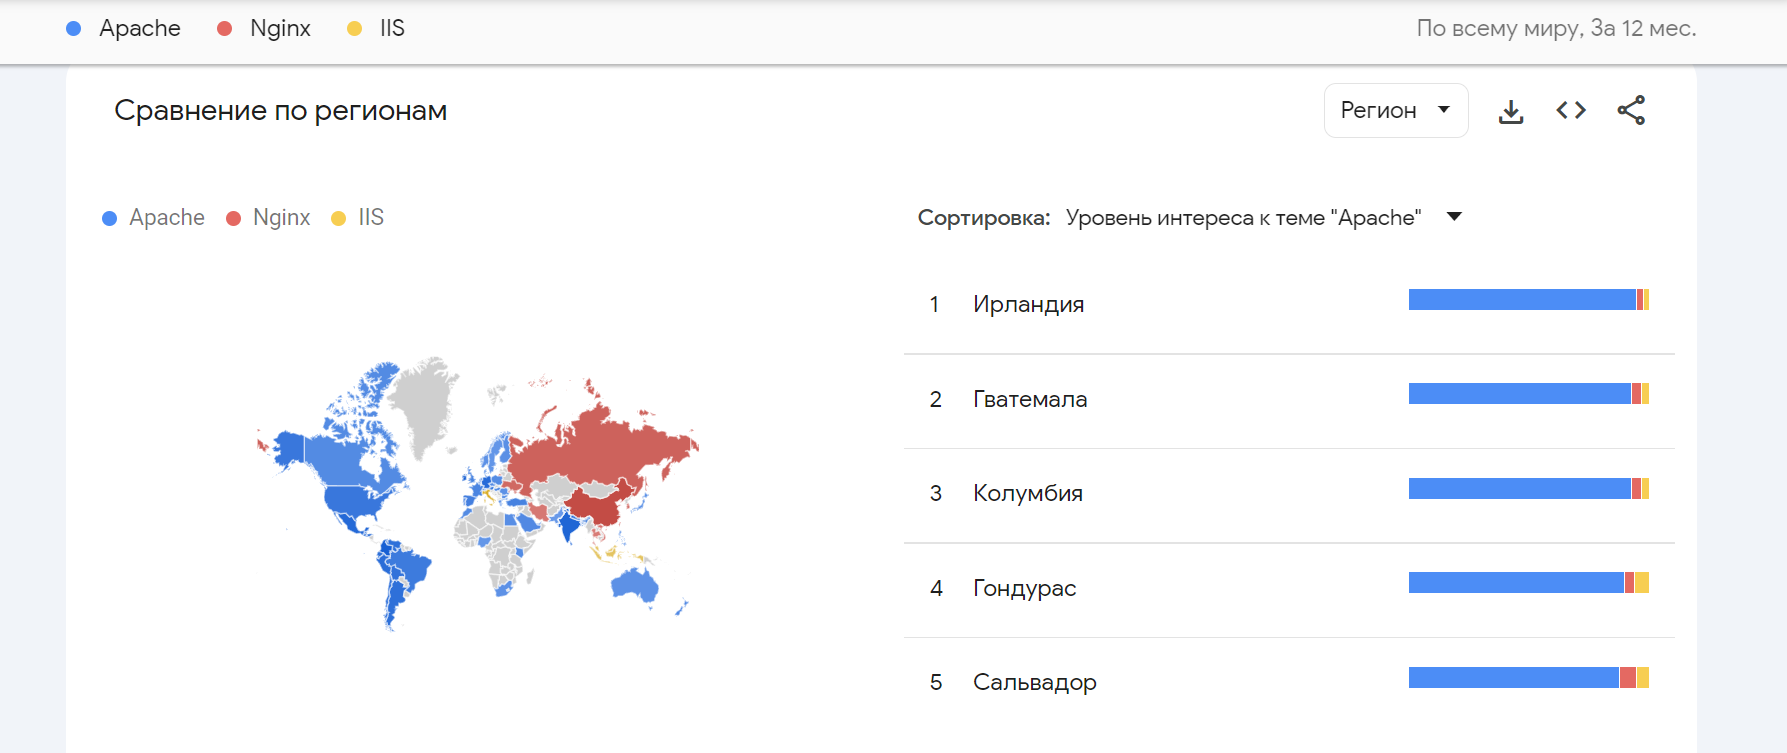 Apache Nginx IIS По всему миру, За 12 мес.
Сравнение по регионам Регион
Apache Nginx IIS
Сортировка: Уровень интереса к теме "Apache"
1 Ирландия
2 Гватемала
3 Колумбия
4 Гондурас
5 Сальвадор